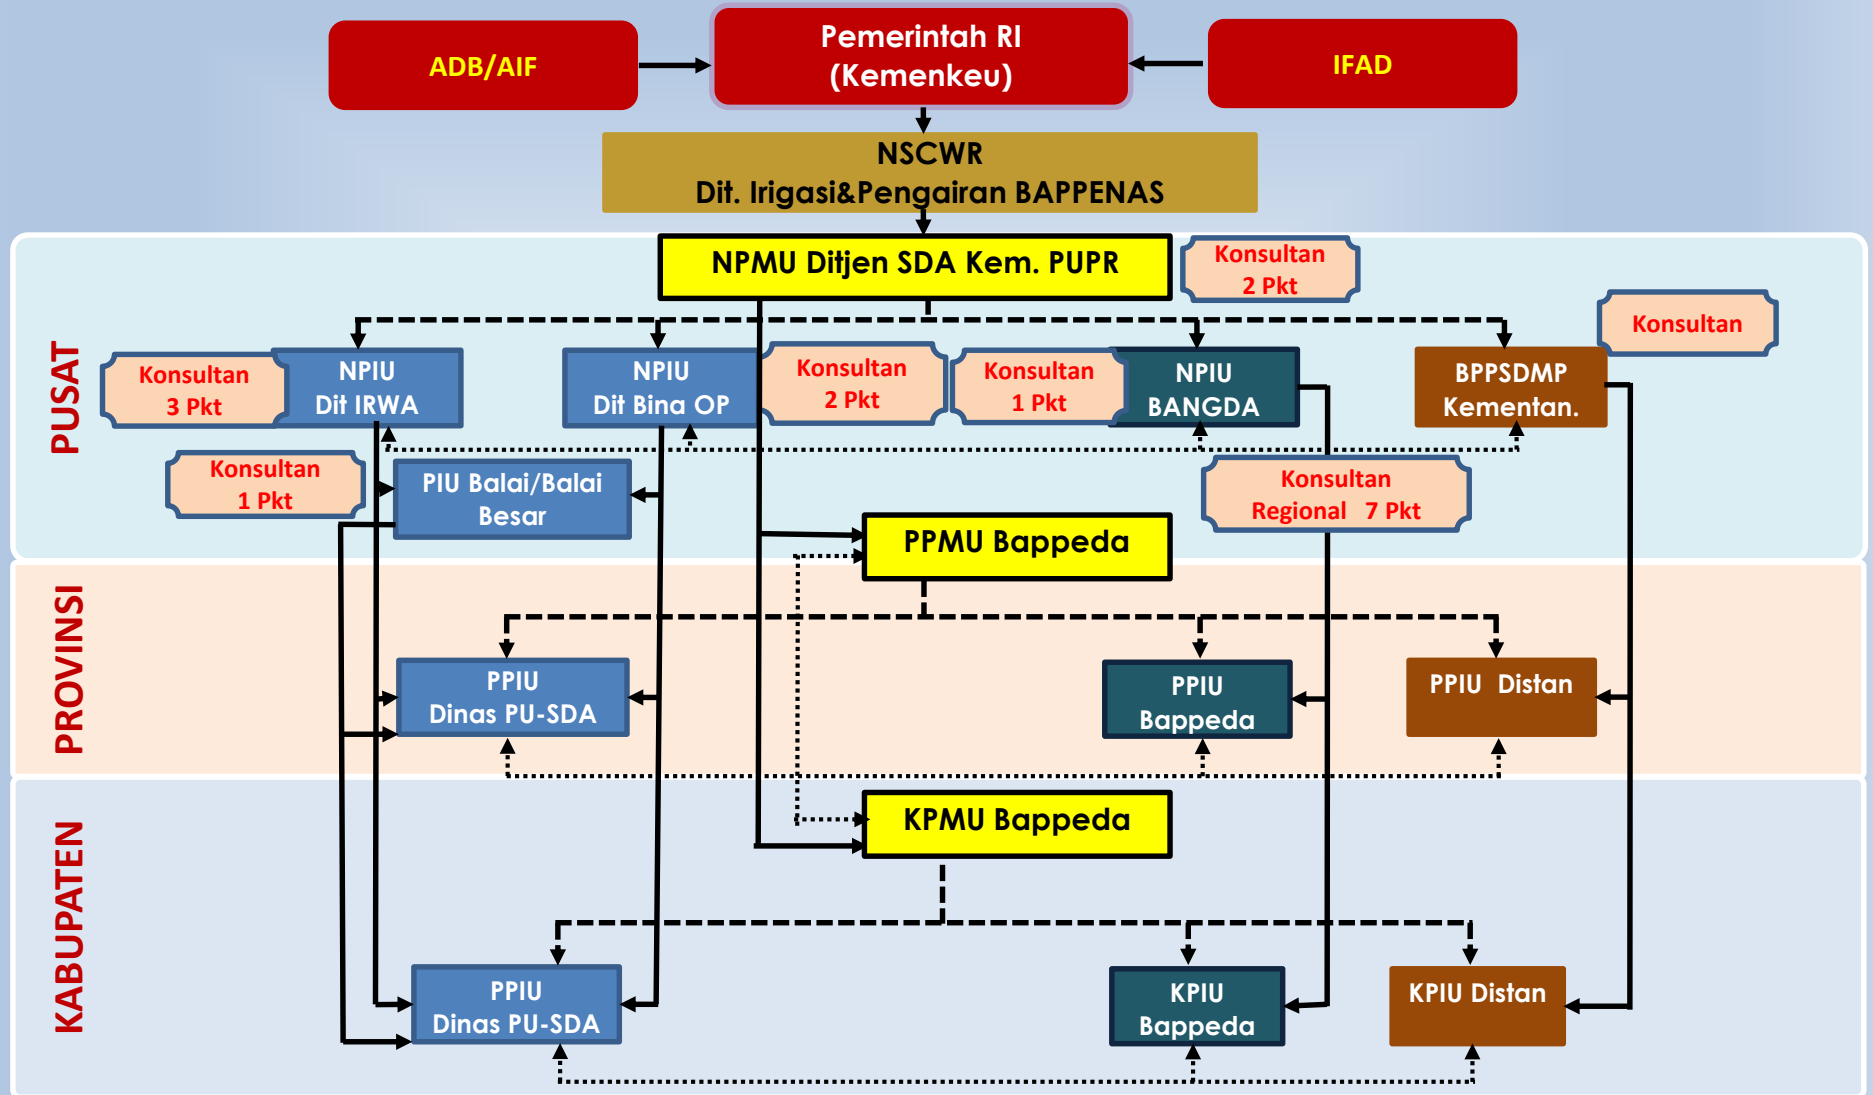 ADB/AIF
Pemerintah RI
(Kemenkeu)
IFAD
NSCWR
Dit. Irigasi&Pengairan BAPPENAS
PUSAT
NPMU Ditjen SDA Kem. PUPR
Konsultan
2 Pkt
Konsultan
Konsultan
3 Pkt
NPIU
Dit IRWA
NPIU
Dit Bina OP
Konsultan
2 Pkt
Konsultan
1 Pkt
NPIU
BANGDA
BPPSDMP
Kementan.
Konsultan
1 Pkt
PIU Balai/Balai
Besar
Konsultan
Regional 7 Pkt
PPMU Bappeda
PROVINSI
PPIU
Dinas PU-SDA
PPIU
Bappeda
PPIU Distan
KABUPATEN
KPMU Bappeda
PPIU
Dinas PU-SDA
KPIU
Bappeda
KPIU Distan